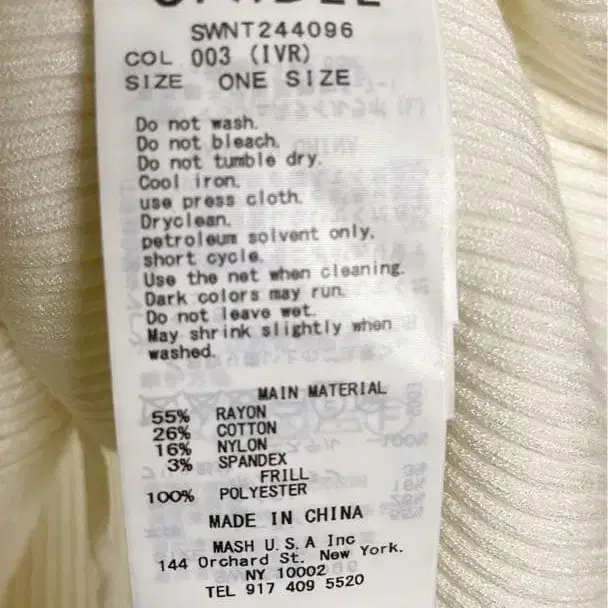 SWNT244096
COL 003 (IVR)
SIZE ONE SIZE
Do not wash.
Do not bleach.
Do not tumble dry.
Cool iron.
use press cloth.
Dryclean.
petroleum solvent only.
short cycle.
Use the net when cleaning.
Dark colors may run.
Do not leave wet.
May shrink slightly when
washed.
MAIN MATERIAL
55% RAYON
26% COTTON
16% NYLON
3% SPANDEX
FRILL
100% POLYESTER
MADE IN CHINA
MASH U.S.A Inc
144 Orchard St. New York.
NY 10002
TEL 917 409 5520